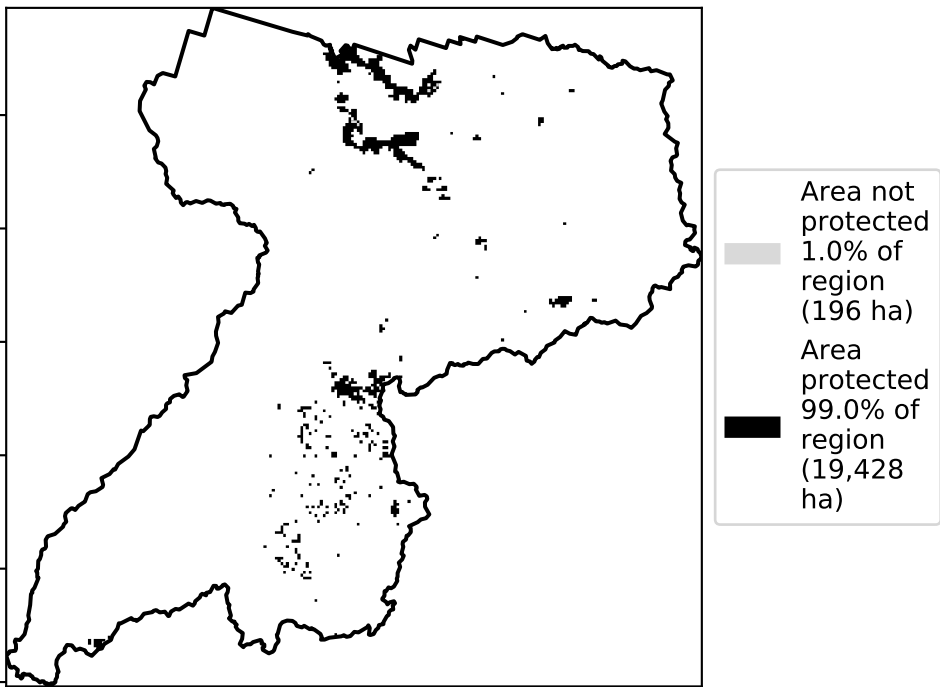 Area not
protected
1.0% of
region
(196 ha)
Area
protected
99.0% of
region
(19,428
ha)